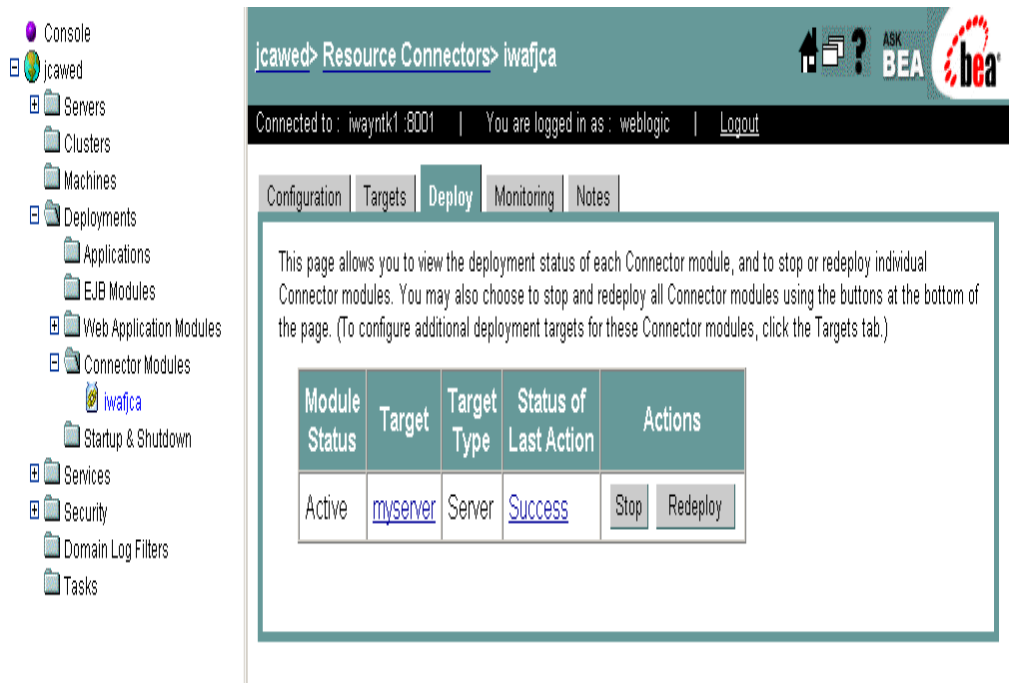 Console
jcawed
Servers
Clusters
Machines
Deployments
Applications
EJB Modules
Web Application Modules
Connector Modules
iwafjca
Startup & Shutdown
Services
Security
Domain Log Filters
Tasks
jcawed> Resource Connectors> iwafjca
?
ASK
BEA
bea
Connected to : iwayntk1 :8001 | You are logged in as : weblogic | Logout
Configuration Targets Deploy Monitoring Notes
This page allows you to view the deployment status of each Connector module, and to stop or redeploy individual
Connector modules. You may also choose to stop and redeploy all Connector modules using the buttons at the bottom of
the page. (To configure additional deployment targets for these Connector modules, click the Targets tab.)
Module Status Target Target Type Status of Last Action Actions
Active myserver Server Success Stop Redeploy